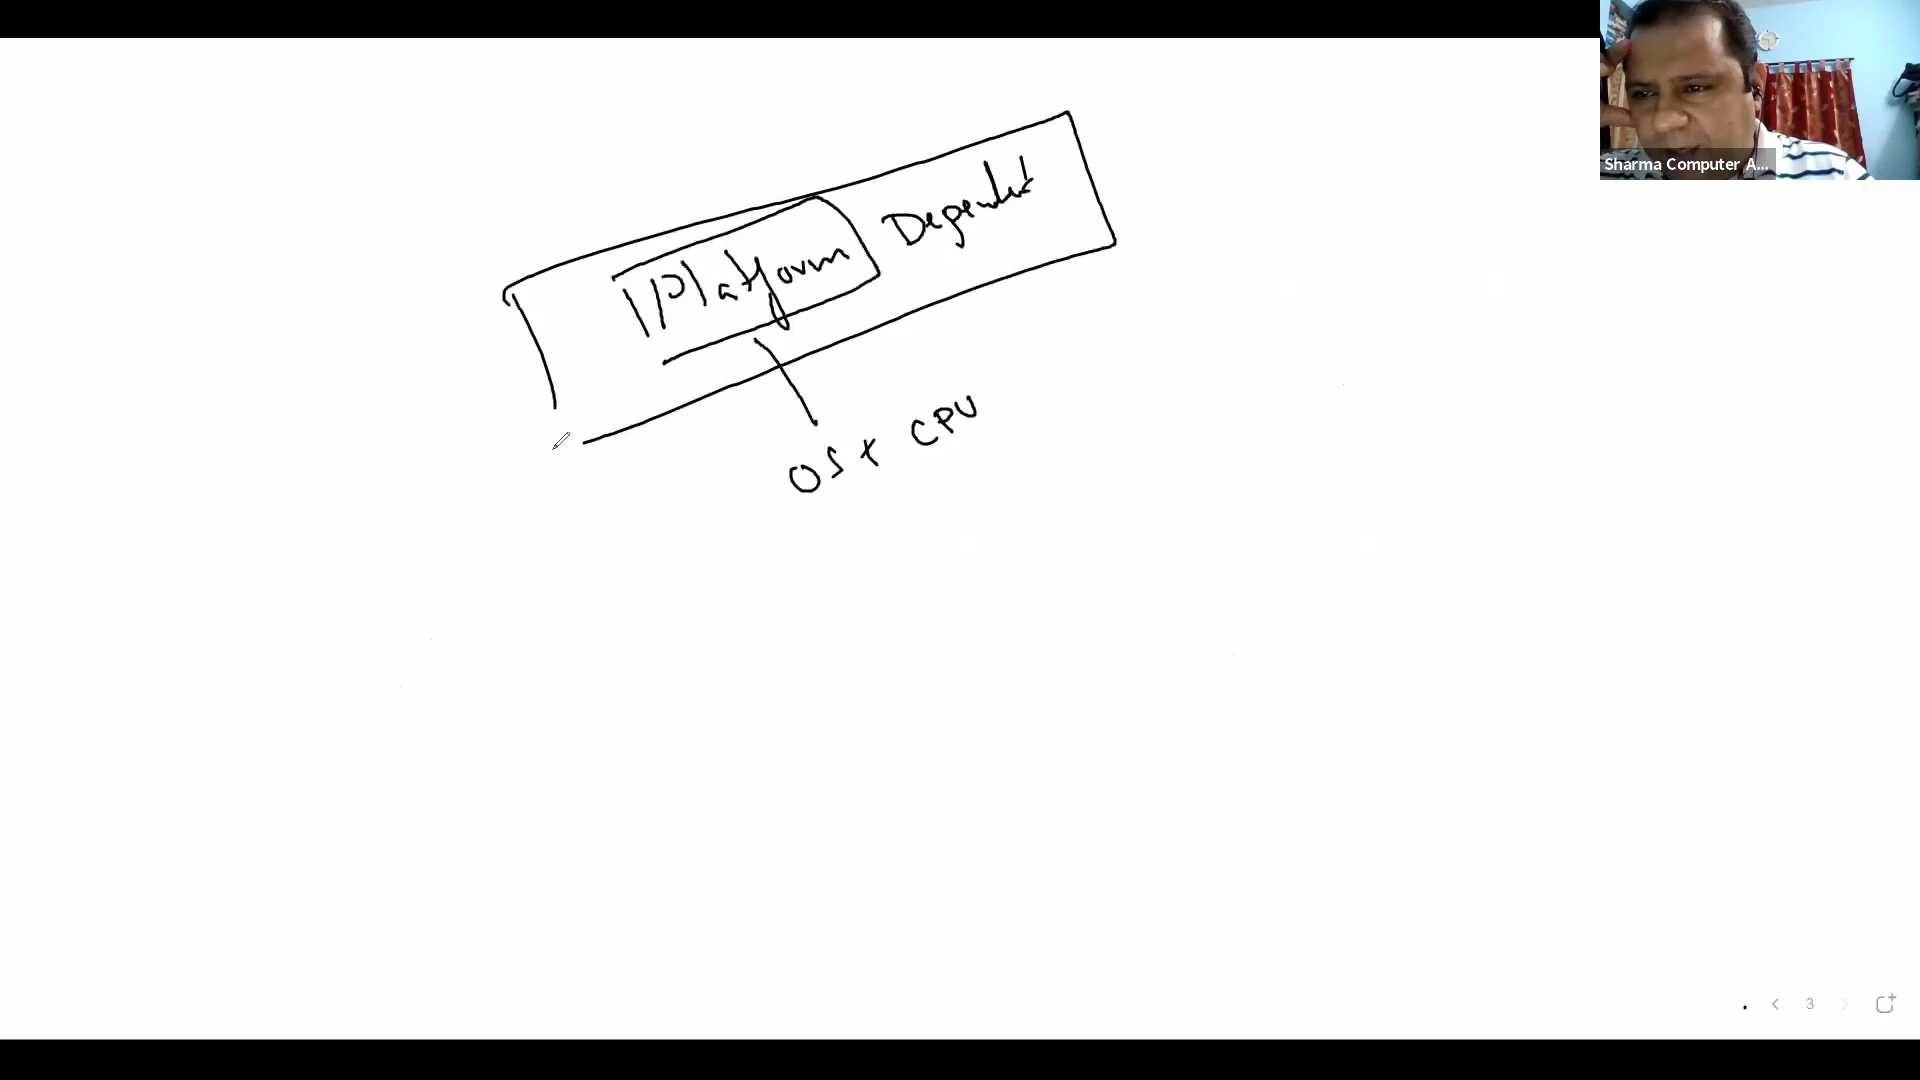 Sharma Computer A...
Platform Dependent
OS + CPU
3